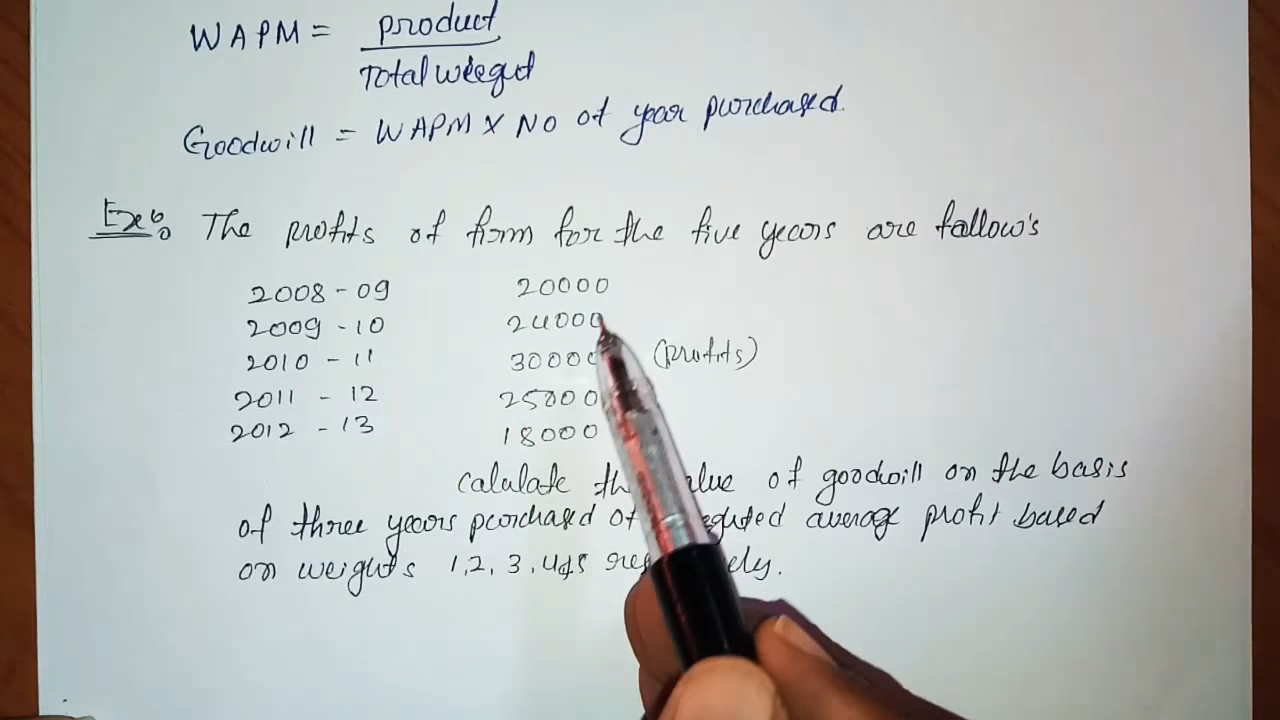 WAPM = product
Total weight
Goodwill = WAPM x No of year purchased.
Ex: The profits of firm for the five years are fallow's
2008-09 20000
2009-10 24000
2010-11 30000 (profits)
2011-12 25000
2012-13 18000
calulate the value of goodwill on the basis
of three years purchased of average profit based
on weights 1,2,3,4&5